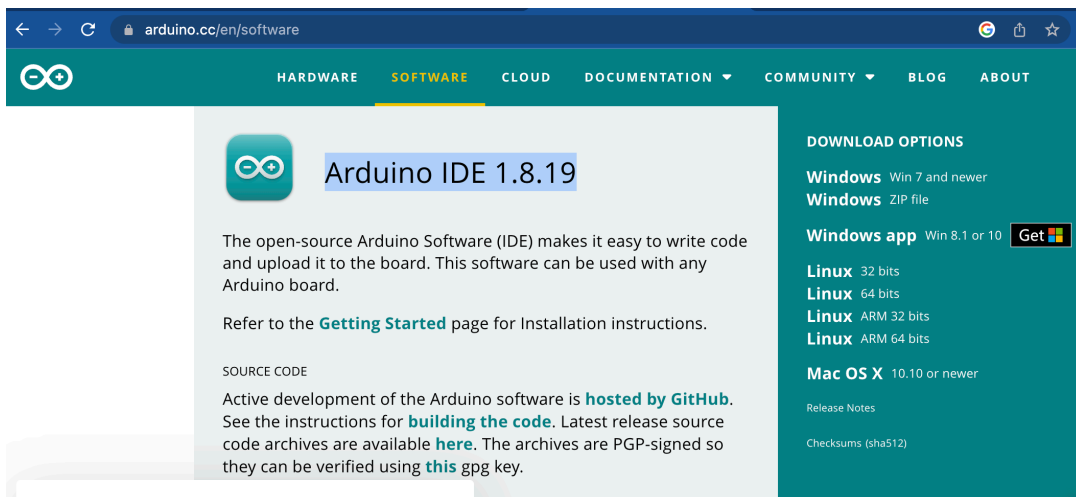 arduino.cc/en/software
HARDWARE SOFTWARE CLOUD DOCUMENTATION COMMUNITY BLOG ABOUT
Arduino IDE 1.8.19
The open-source Arduino Software (IDE) makes it easy to write code
and upload it to the board. This software can be used with any
Arduino board.
Refer to the Getting Started page for Installation instructions.
SOURCE CODE
Active development of the Arduino software is hosted by GitHub.
See the instructions for building the code. Latest release source
code archives are available here. The archives are PGP-signed so
they can be verified using this gpg key.
DOWNLOAD OPTIONS
Windows Win 7 and newer
Windows ZIP file
Windows app Win 8.1 or 10 Get
Linux 32 bits
Linux 64 bits
Linux ARM 32 bits
Linux ARM 64 bits
Mac OS X 10.10 or newer
Release Notes
Checksums (sha512)